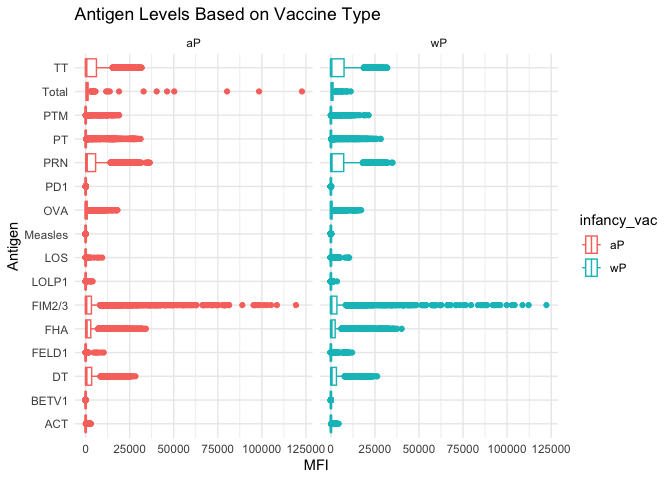 Antigen Levels Based on Vaccine Type
aP
wP
TT
Total
PTM
PT
PRN
PD1
OVA
Measles
LOS
LOLP1
FIM2/3
FHA
FELD1
DT
BETV1
ACT
Antigen
0 25000 50000 75000 100000 125000
0 25000 50000 75000 100000 125000
MFI
infancy_vac
aP
wP